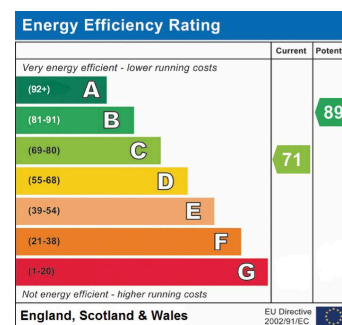 Energy Efficiency Rating
Current Potent
Very energy efficient - lower running costs
(92+) A
(81-91) B
89
(69-80) C
71
(55-68) D
(39-54) E
(21-38) F
(1-20) G
Not energy efficient - higher running costs
England, Scotland & Wales
EU Directive
2002/91/EC